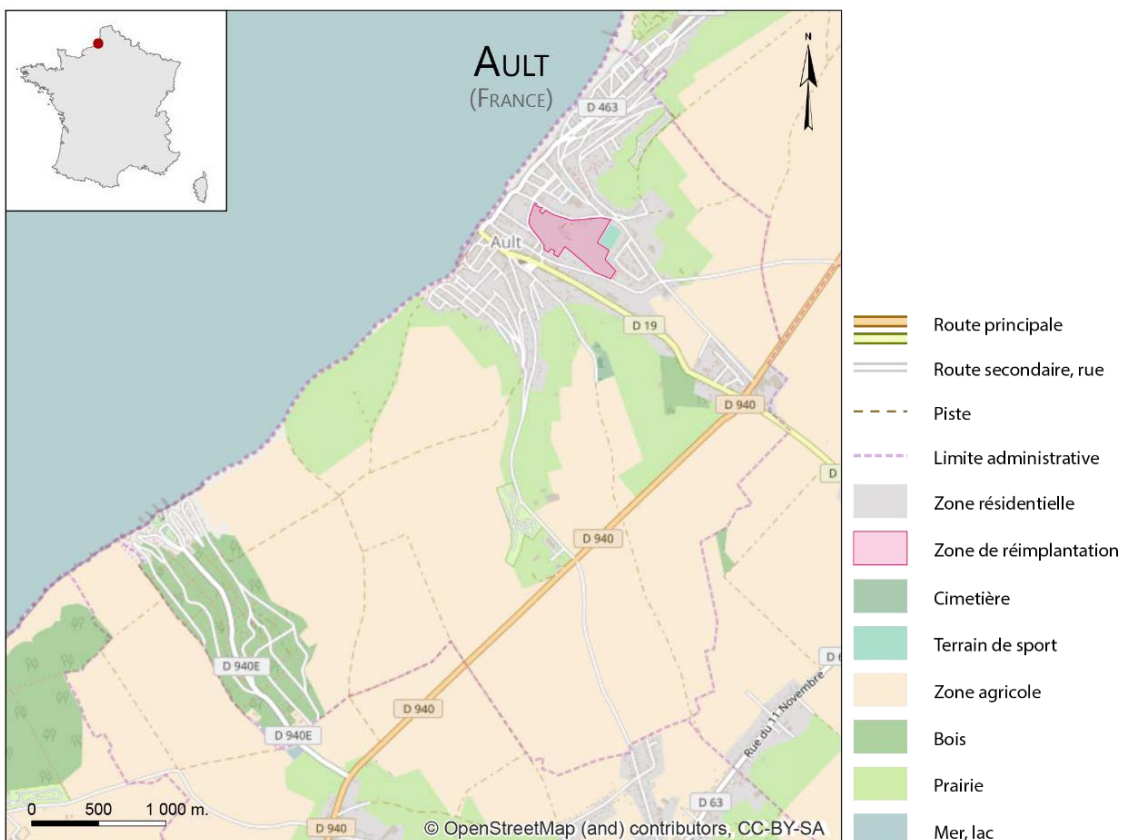 AULT
(FRANCE)
N
D 463
Ault
D 19
D 940
D
D 940
D 940E
D 940
D 940E
Rue du 11 Novembre
D 6
D 63
D 940
0 500 1 000 m.
© OpenStreetMap (and) contributors, CC-BY-SA
Route principale
Route secondaire, rue
Piste
Limite administrative
Zone résidentielle
Zone de réimplantation
Cimetière
Terrain de sport
Zone agricole
Bois
Prairie
Mer, lac